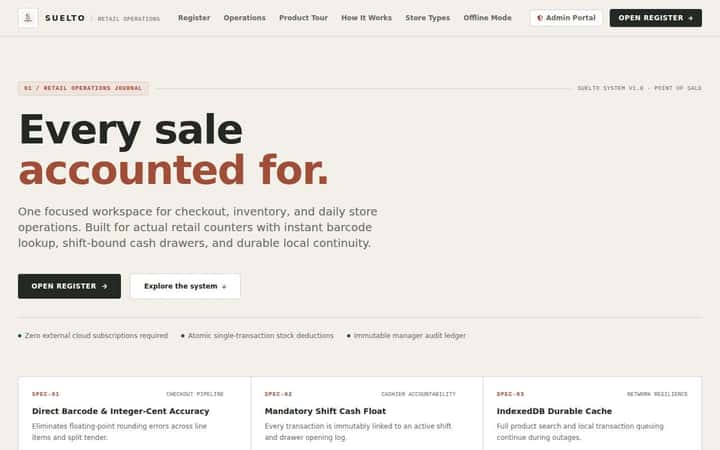 SUELTO | RETAIL OPERATIONS Register Operations Product Tour How It Works Store Types Offline Mode Admin Portal OPEN REGISTER →
01 / RETAIL OPERATIONS JOURNAL SUELTO SYSTEM V1.0 · POINT OF SALE
Every sale
accounted for.
One focused workspace for checkout, inventory, and daily store
operations. Built for actual retail counters with instant barcode
lookup, shift-bound cash drawers, and durable local continuity.
OPEN REGISTER → Explore the system ↓
Zero external cloud subscriptions required Atomic single-transaction stock deductions Immutable manager audit ledger
SPEC-01 CHECKOUT PIPELINE SPEC-02 CASHIER ACCOUNTABILITY SPEC-03 NETWORK RESILIENCE
Direct Barcode & Integer-Cent Accuracy Mandatory Shift Cash Float IndexedDB Durable Cache
Eliminates floating-point rounding errors across line Every transaction is immutably linked to an active shift Full product search and local transaction queuing
items and split tender. and drawer opening log. continue during outages.